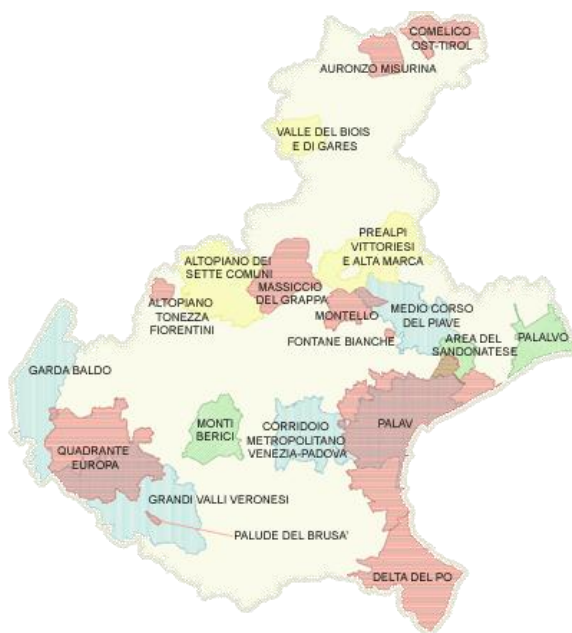 COMELICO
OST-TIROL
AURONZO MISURINA
VALLE DEL BIOIS
E DI GARES
PREALPI
VITTORIESI
E ALTA MARCA
ALTOPIANO DEI
SETTE COMUNI
MASSICCIO
DEL GRAPPA
ALTOPIANO
TONEZZA
FIORENTINI
MONTELLO
MEDIO CORSO
DEL PIAVE
FONTANE BIANCHE
AREA DEL
SANDONATESE
PALALVO
GARDA BALDO
MONTI
BERICI
CORRIDOIO
METROPOLITANO
VENEZIA-PADOVA
PALAV
QUADRANTE
EUROPA
GRANDI VALLI VERONESI
PALUDE DEL BRUSA'
DELTA DEL PO